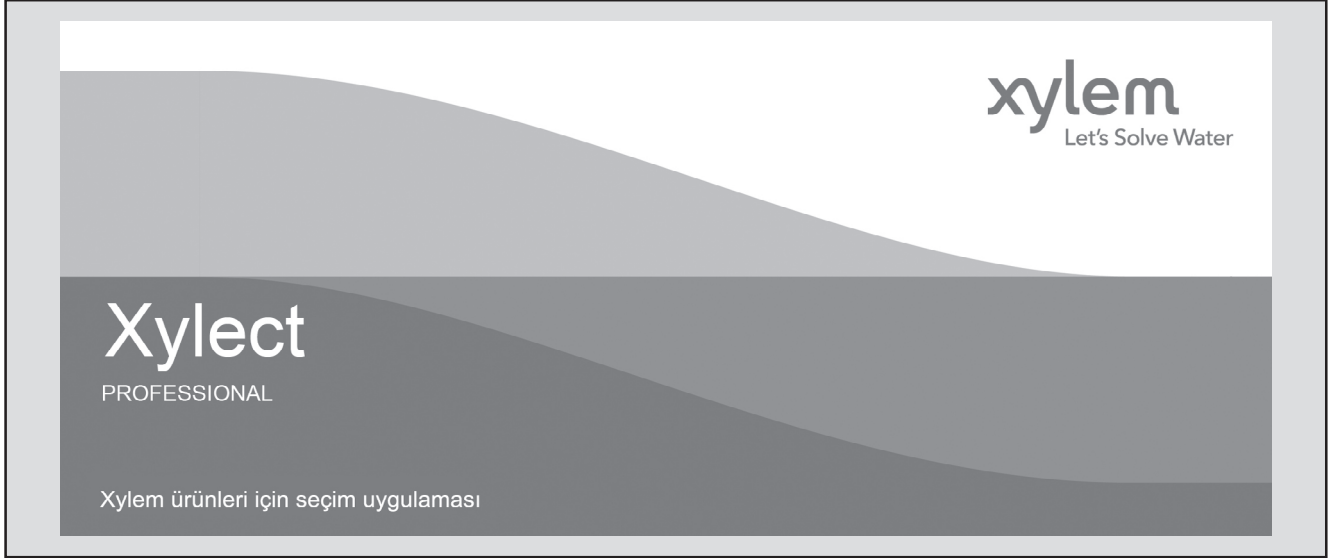 xylem
Let's Solve Water
Xylect
PROFESSIONAL
Xylem ürünleri için seçim uygulaması